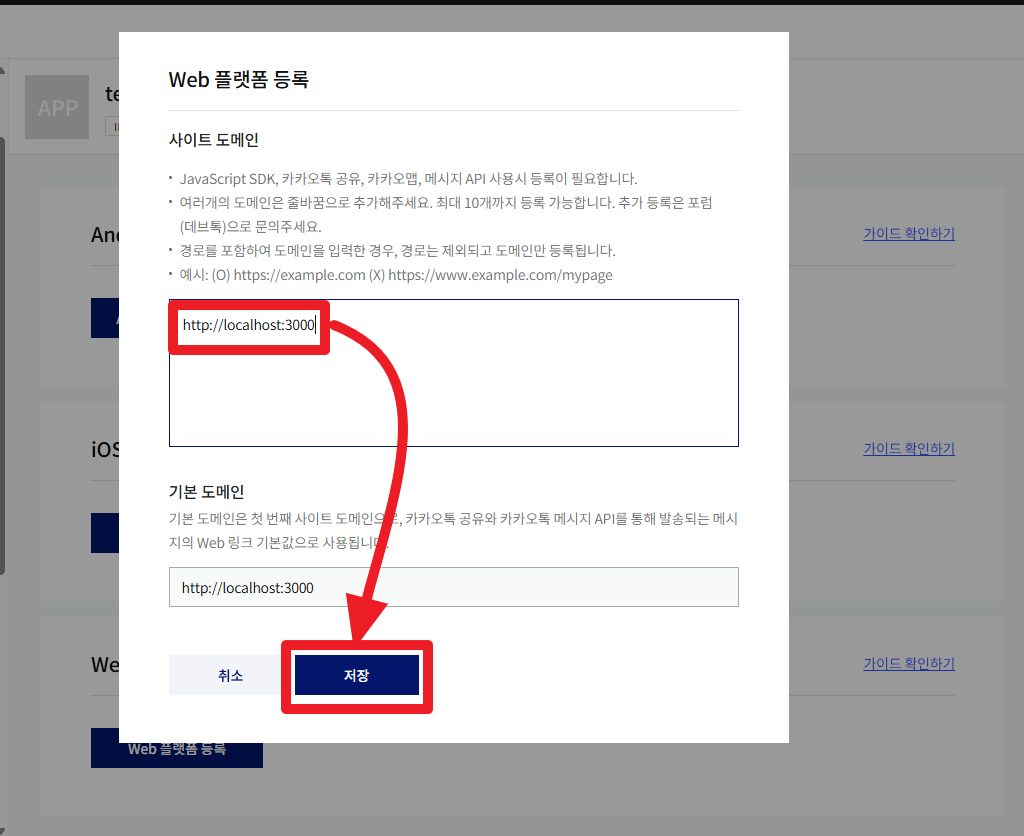 Web 플랫폼 등록
APP
te
사이트 도메인
• JavaScript SDK, 카카오톡 공유, 카카오맵, 메시지 API 사용시 등록이 필요합니다.
• 여러개의 도메인은 줄바꿈으로 추가해주세요. 최대 10개까지 등록 가능합니다. 추가 등록은 포럼
(데브톡)으로 문의주세요.
• 경로를 포함하여 도메인을 입력한 경우, 경로는 제외되고 도메인만 등록됩니다.
• 예시: (O) https://example.com (X) https://www.example.com/mypage
And
가이드 확인하기
http://localhost:3000
iOS
가이드 확인하기
기본 도메인
기본 도메인은 첫 번째 사이트 도메인으로, 카카오톡 공유와 카카오톡 메시지 API를 통해 발송되는 메시
지의 Web 링크 기본값으로 사용됩니다.
http://localhost:3000
취소
저장
We
가이드 확인하기
Web 플랫폼 등록